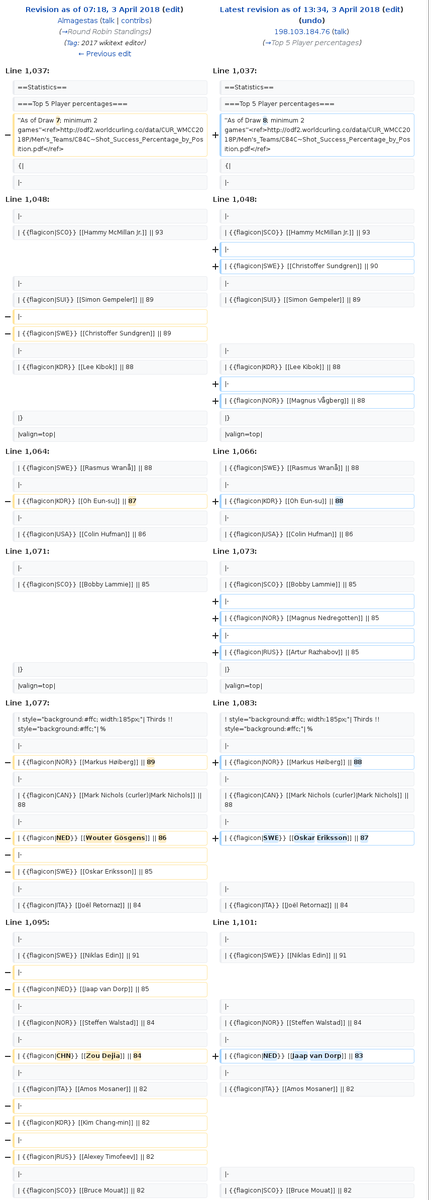 Revision as of 07:18, 3 April 2018 (edit)
Almagestas (talk | contribs)
(→Round Robin Standings)
(Tag: 2017 wikitext editor)
← Previous edit
Latest revision as of 13:34, 3 April 2018 (edit)
(undo)
198.103.184.76 (talk)
(→Top 5 Player percentages)
Line 1,037:
Line 1,037:
==Statistics==
==Statistics==
===Top 5 Player percentages===
===Top 5 Player percentages===
− "As of Draw 7; minimum 2
games"<ref>http://odf2.worldcurling.co/data/CUR_WMCC20
18P/Men's_Teams/C84C~Shot_Success_Percentage_by_Pos
ition.pdf</ref>
+ "As of Draw 8; minimum 2
games"<ref>http://odf2.worldcurling.co/data/CUR_WMCC20
18P/Men's_Teams/C84C~Shot_Success_Percentage_by_Pos
ition.pdf</ref>
{|
{|
|-
|-
Line 1,048:
Line 1,048:
|-
|-
| {{flagicon|SCO}} [[Hammy McMillan Jr.]] || 93
| {{flagicon|SCO}} [[Hammy McMillan Jr.]] || 93
+ |-
+ | {{flagicon|SWE}} [[Christoffer Sundgren]] || 90
|-
|-
| {{flagicon|SUI}} [[Simon Gempeler]] || 89
| {{flagicon|SUI}} [[Simon Gempeler]] || 89
− |-
− | {{flagicon|SWE}} [[Christoffer Sundgren]] || 89
|-
|-
| {{flagicon|KOR}} [[Lee Kibok]] || 88
| {{flagicon|KOR}} [[Lee Kibok]] || 88
+ |-
+ | {{flagicon|NOR}} [[Magnus Vågberg]] || 88
|}
|}
|valign=top|
|valign=top|
Line 1,064:
Line 1,066:
| {{flagicon|SWE}} [[Rasmus Wranå]] || 88
| {{flagicon|SWE}} [[Rasmus Wranå]] || 88
|-
|-
− | {{flagicon|KOR}} [[Oh Eun-su]] || 87
+ | {{flagicon|KOR}} [[Oh Eun-su]] || 88
|-
|-
| {{flagicon|USA}} [[Colin Hufman]] || 86
| {{flagicon|USA}} [[Colin Hufman]] || 86
Line 1,071:
Line 1,073:
|-
|-
| {{flagicon|SCO}} [[Bobby Lammie]] || 85
| {{flagicon|SCO}} [[Bobby Lammie]] || 85
+ |-
+ | {{flagicon|NOR}} [[Magnus Nedregotten]] || 85
+ |-
+ | {{flagicon|RUS}} [[Artur Razhabov]] || 85
|}
|}
|valign=top|
|valign=top|
Line 1,077:
Line 1,083:
! style="background:#ffc; width:185px;"| Thirds !!
style="background:#ffc;"| %
! style="background:#ffc; width:185px;"| Thirds !!
style="background:#ffc;"| %
|-
|-
− | {{flagicon|NOR}} [[Markus Høiberg]] || 89
+ | {{flagicon|NOR}} [[Markus Høiberg]] || 88
|-
|-
| {{flagicon|CAN}} [[Mark Nichols (curler)|Mark Nichols]] ||
88
| {{flagicon|CAN}} [[Mark Nichols (curler)|Mark Nichols]] ||
88
|-
|-
− | {{flagicon|NED}} [[Wouter Gösgens]] || 86
+ | {{flagicon|SWE}} [[Oskar Eriksson]] || 87
− |-
− | {{flagicon|SWE}} [[Oskar Eriksson]] || 85
|-
|-
| {{flagicon|ITA}} [[Joël Retornaz]] || 84
| {{flagicon|ITA}} [[Joël Retornaz]] || 84
Line 1,095:
Line 1,101:
|-
|-
| {{flagicon|SWE}} [[Niklas Edin]] || 91
| {{flagicon|SWE}} [[Niklas Edin]] || 91
− |-
− | {{flagicon|NED}} [[Jaap van Dorp]] || 85
|-
|-
| {{flagicon|NOR}} [[Steffen Walstad]] || 84
| {{flagicon|NOR}} [[Steffen Walstad]] || 84
|-
|-
− | {{flagicon|CHN}} [[Zou Dejia]] || 84
+ | {{flagicon|NED}} [[Jaap van Dorp]] || 83
|-
|-
| {{flagicon|ITA}} [[Amos Mosaner]] || 82
| {{flagicon|ITA}} [[Amos Mosaner]] || 82
− |-
− | {{flagicon|KOR}} [[Kim Chang-min]] || 82
− |-
− | {{flagicon|RUS}} [[Alexey Timofeev]] || 82
|-
|-
| {{flagicon|SCO}} [[Bruce Mouat]] || 82
| {{flagicon|SCO}} [[Bruce Mouat]] || 82